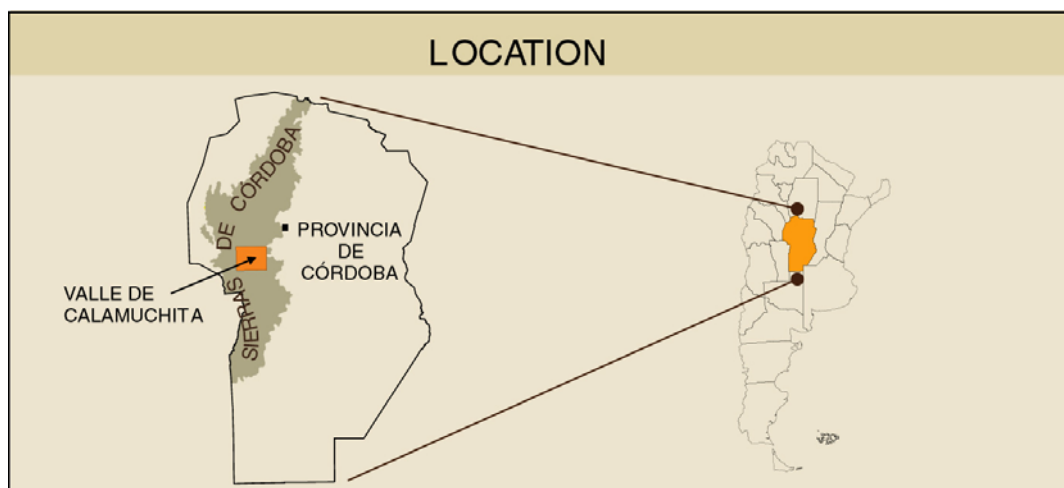 LOCATION
SIERRAS DE CÓRDOBA
PROVINCIA
DE
CÓRDOBA
VALLE DE
CALAMUCHITA